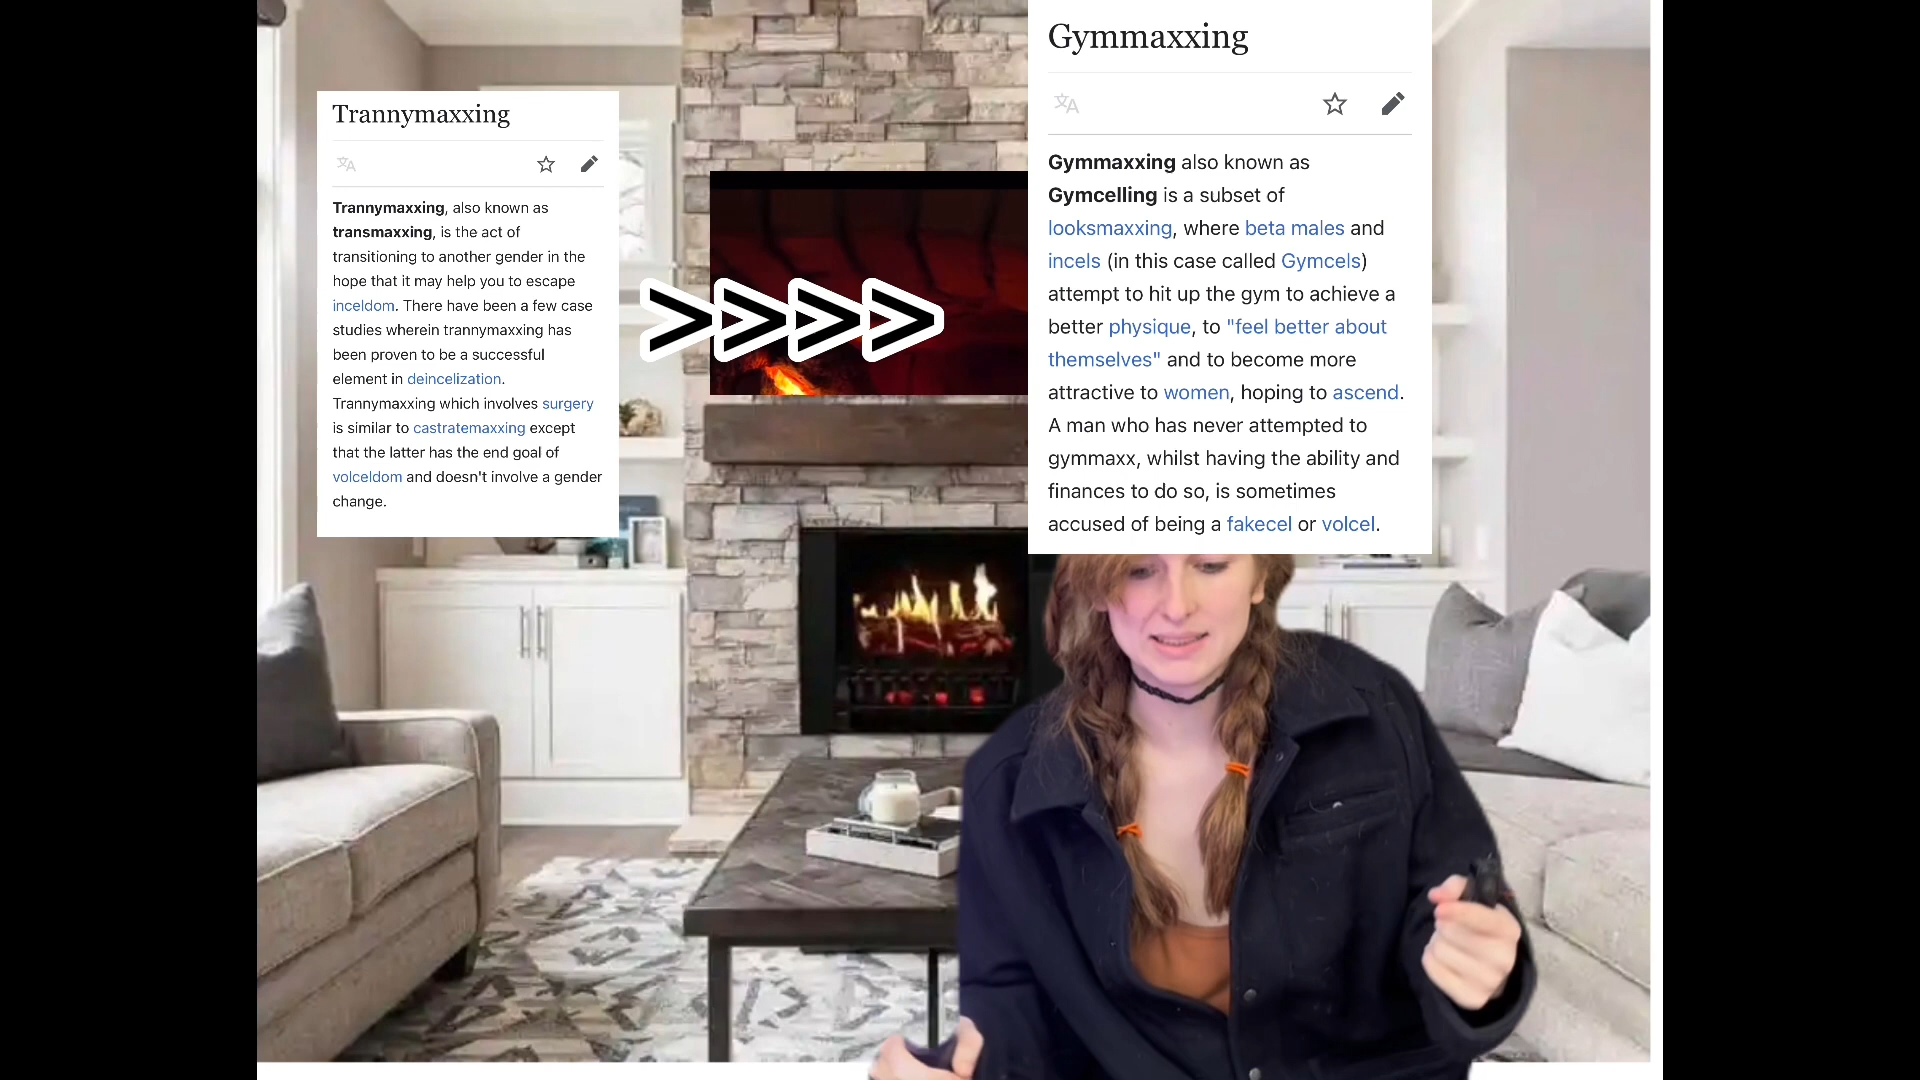 Trannymaxxing
Trannymaxxing, also known as
transmaxxing, is the act of
transitioning to another gender in the
hope that it may help you to escape
inceldom. There have been a few case
studies wherein trannymaxxing has
been proven to be a successful
element in deincelization.
Trannymaxxing which involves surgery
is similar to castratemaxxing except
that the latter has the end goal of
volceldom and doesn't involve a gender
change.
>>>>
Gymmaxxing
Gymmaxxing also known as
Gymcelling is a subset of
looksmaxxing, where beta males and
incels (in this case called Gymcels)
attempt to hit up the gym to achieve a
better physique, to "feel better about
themselves" and to become more
attractive to women, hoping to ascend.
A man who has never attempted to
gymmaxx, whilst having the ability and
finances to do so, is sometimes
accused of being a fakecel or volcel.